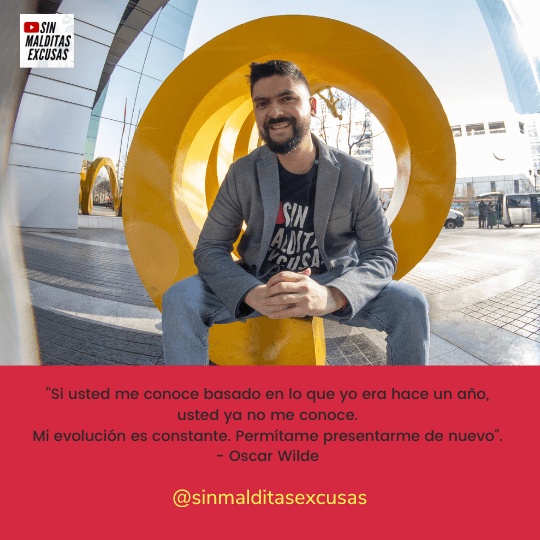 SIN
MALDITAS
EXCUSAS
SIN
MALDITAS
EXCUSAS
"Si usted me conoce basado en lo que yo era hace un año,
usted ya no me conoce.
Mi evolución es constante. Permítame presentarme de nuevo".
- Oscar Wilde
@sinmalditasexcusas